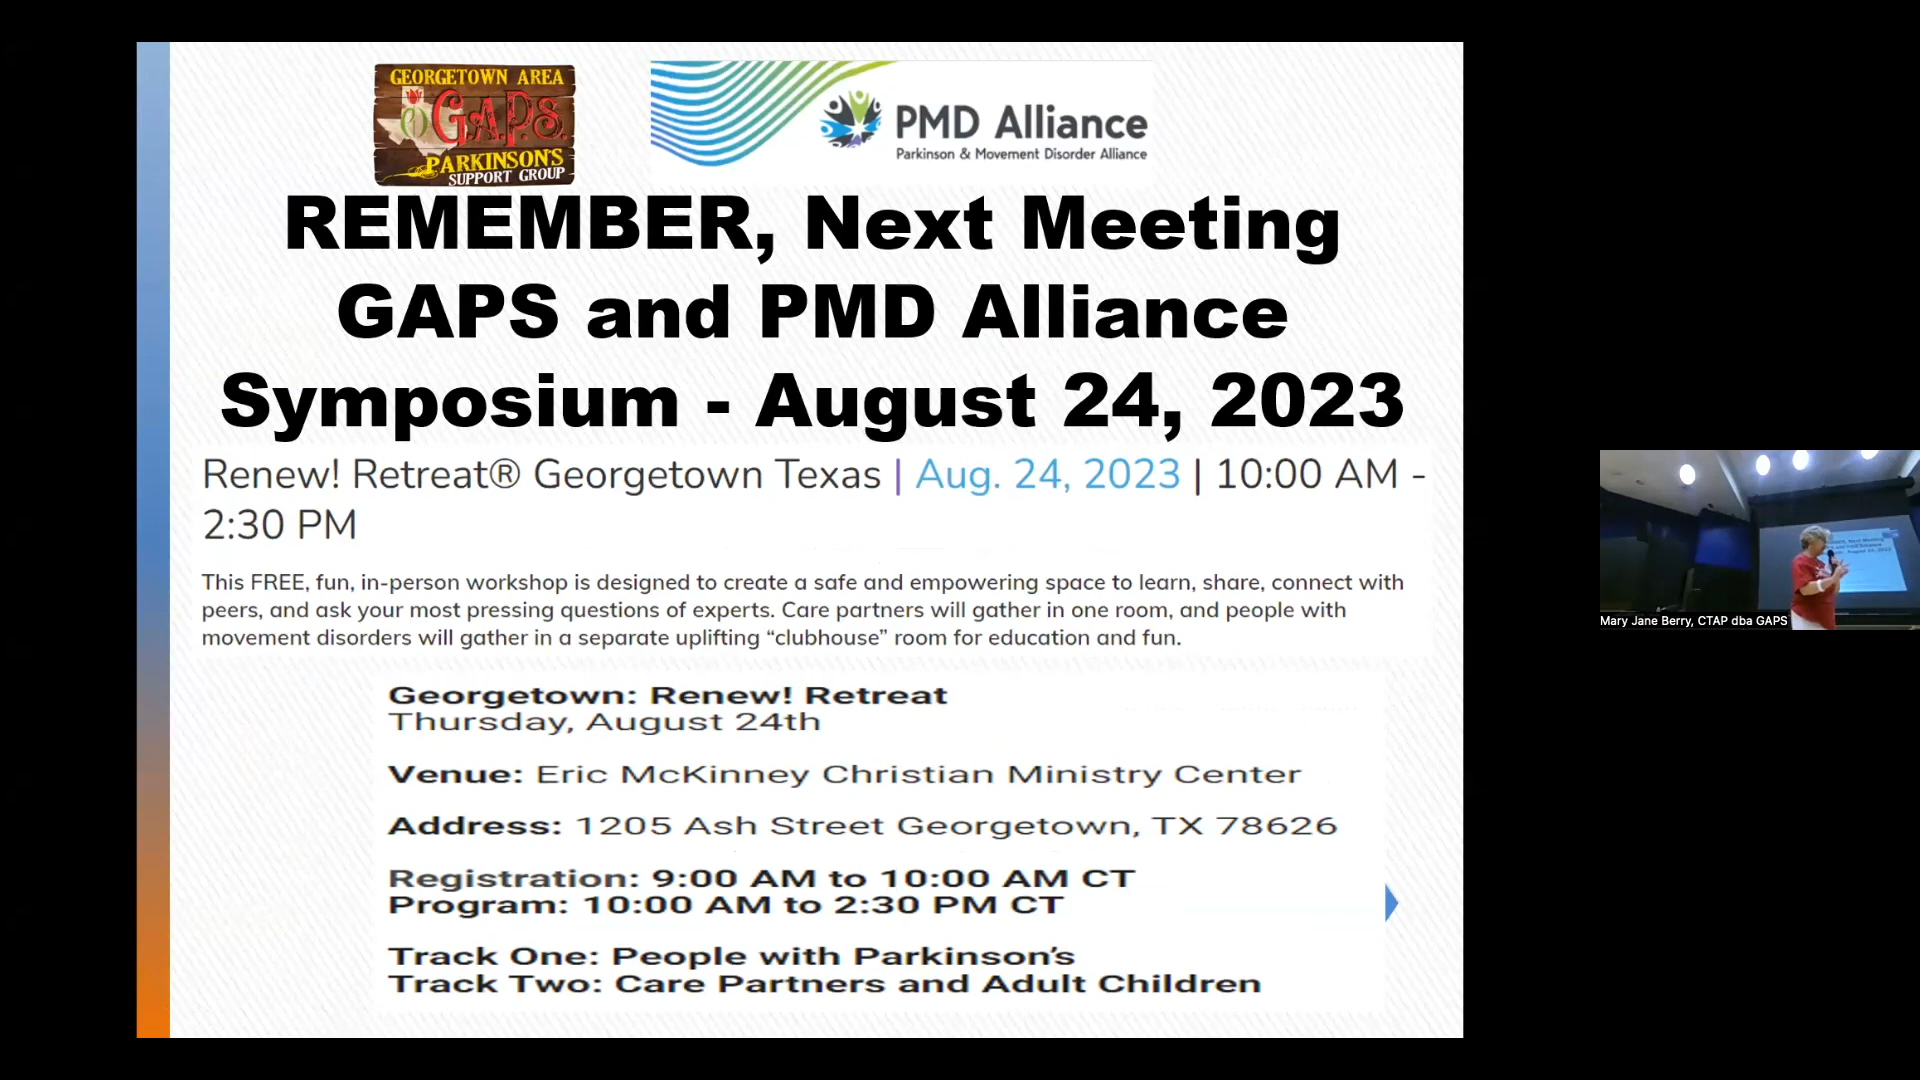 GEORGETOWN AREA
G.A.P.S.
PARKINSON'S
SUPPORT GROUP
PMD Alliance
Parkinson & Movement Disorder Alliance
REMEMBER, Next Meeting
GAPS and PMD Alliance
Symposium - August 24, 2023
Renew! Retreat® Georgetown Texas | Aug. 24, 2023 | 10:00 AM -
2:30 PM
This FREE, fun, in-person workshop is designed to create a safe and empowering space to learn, share, connect with
peers, and ask your most pressing questions of experts. Care partners will gather in one room, and people with
movement disorders will gather in a separate uplifting “clubhouse” room for education and fun.
Georgetown: Renew! Retreat
Thursday, August 24th
Venue: Eric McKinney Christian Ministry Center
Address: 1205 Ash Street Georgetown, TX 78626
Registration: 9:00 AM to 10:00 AM CT
Program: 10:00 AM to 2:30 PM CT
Track One: People with Parkinson’s
Track Two: Care Partners and Adult Children
Mary Jane Berry, CTAP dba GAPS